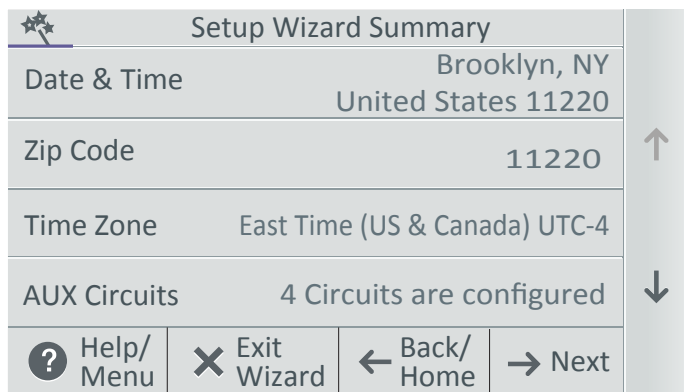 Setup Wizard Summary
Date & Time
Brooklyn, NY
United States 11220
Zip Code
11220
Time Zone
East Time (US & Canada) UTC-4
AUX Circuits
4 Circuits are configured
? Help/
Menu
Exit
Wizard
Back/
Home
Next